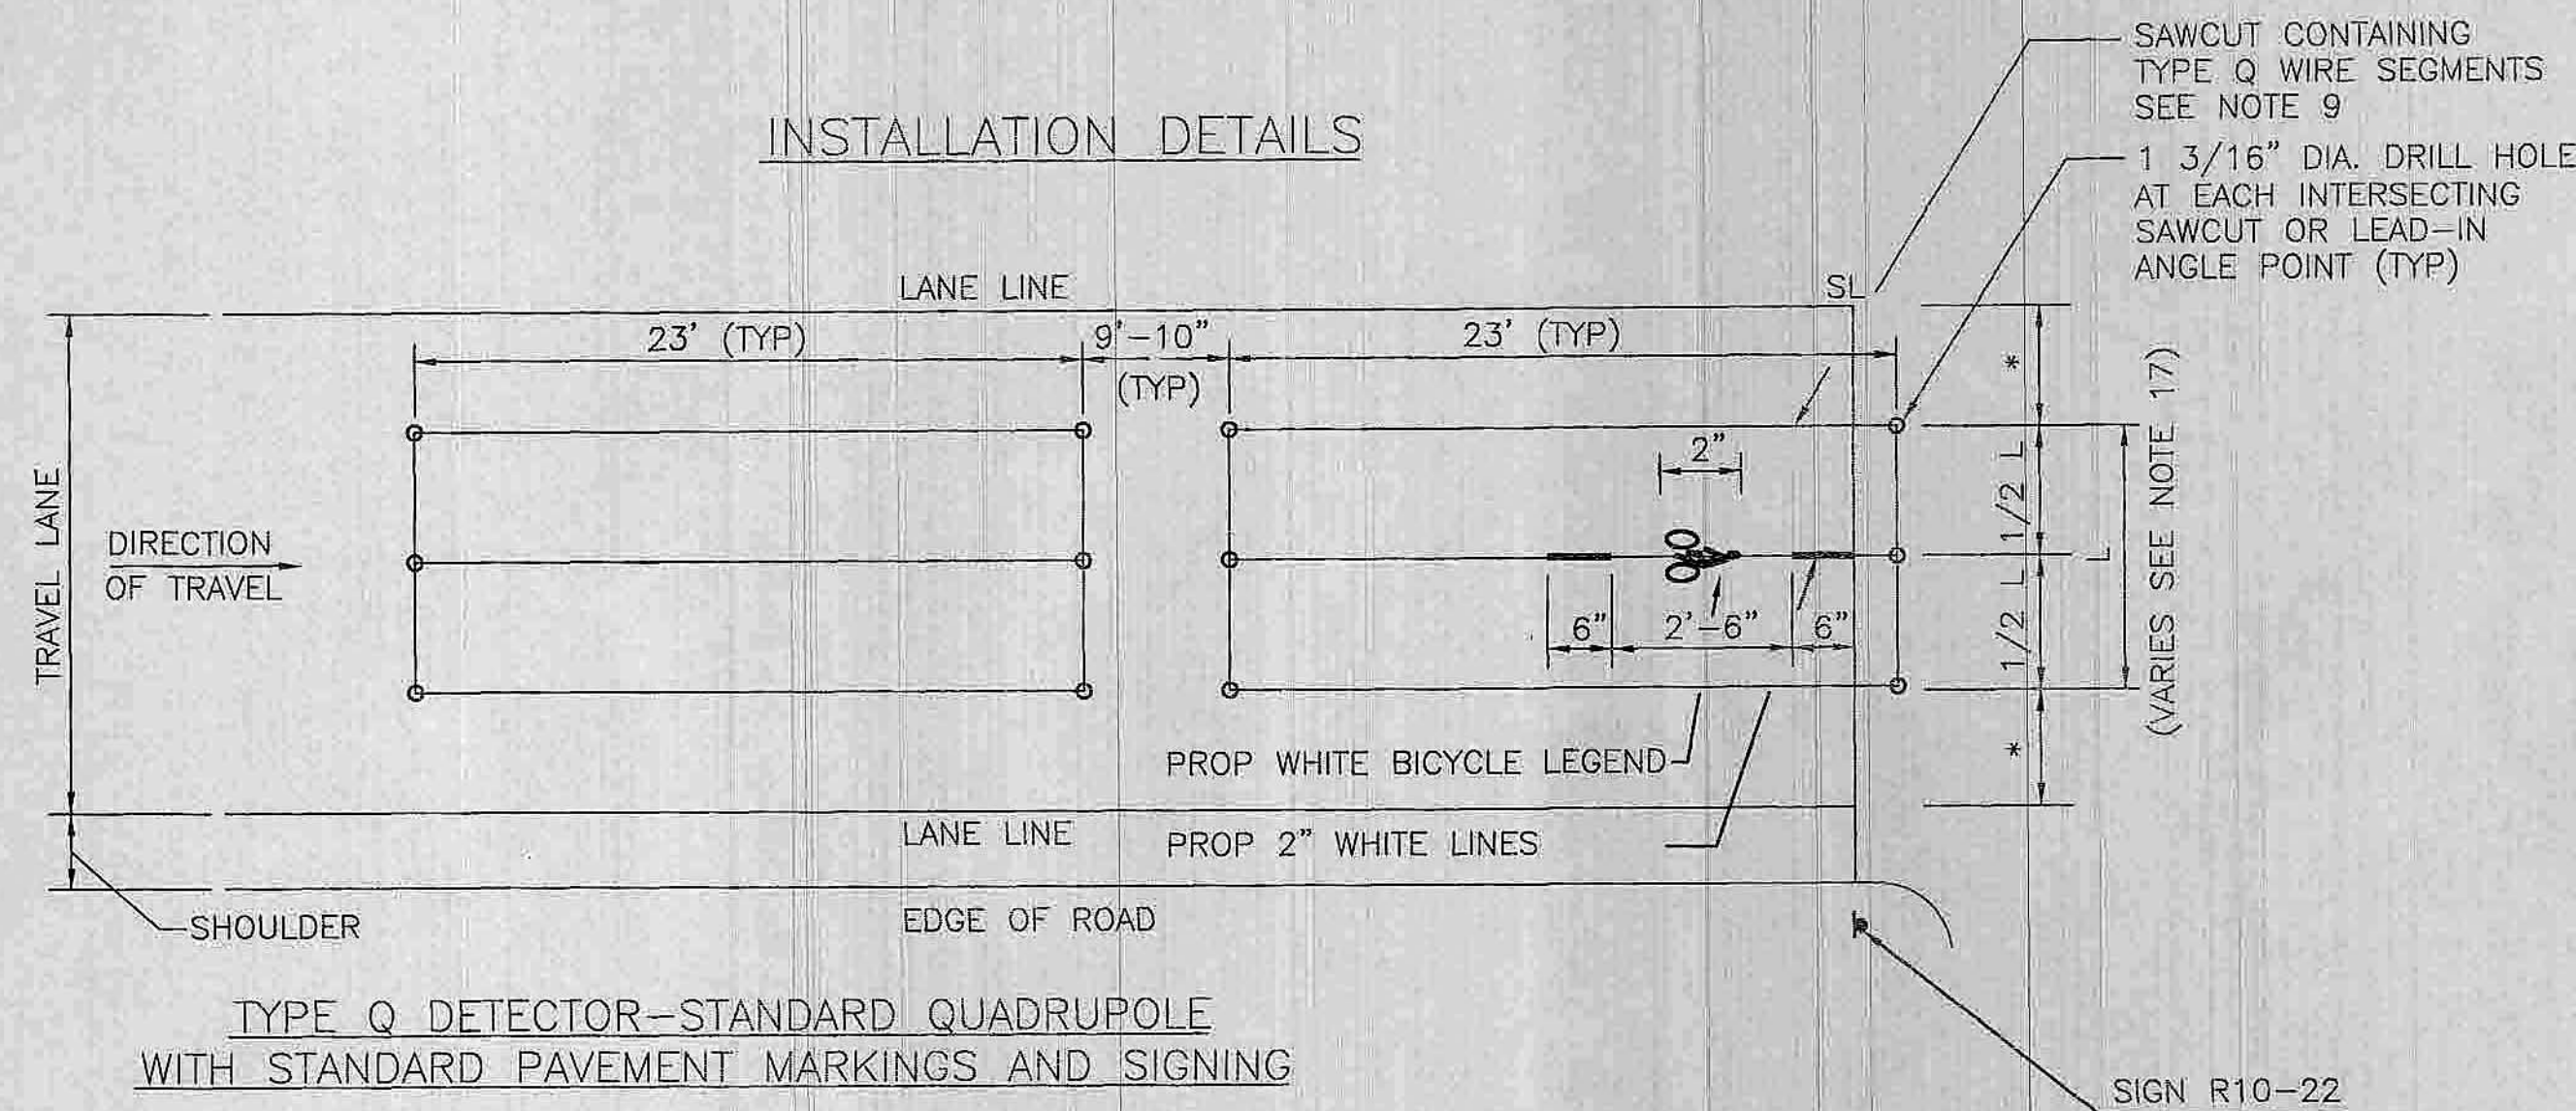 INSTALLATION DETAILS
SAWCUT CONTAINING
TYPE Q WIRE SEGMENTS
SEE NOTE 9
1 3/16" DIA. DRILL HOLE
AT EACH INTERSECTING
SAWCUT OR LEAD-IN
ANGLE POINT (TYP)
LANE LINE
SL
23' (TYP)
9'-10"
(TYP)
23' (TYP)
*
2"
1/2 L
L
(VARIES SEE NOTE 17)
TRAVEL LANE
DIRECTION
OF TRAVEL
6"
2'-6"
6"
1/2 L
*
PROP WHITE BICYCLE LEGEND
LANE LINE
PROP 2" WHITE LINES
SHOULDER
EDGE OF ROAD
TYPE Q DETECTOR-STANDARD QUADRUPOLE
WITH STANDARD PAVEMENT MARKINGS AND SIGNING
SIGN R10-22